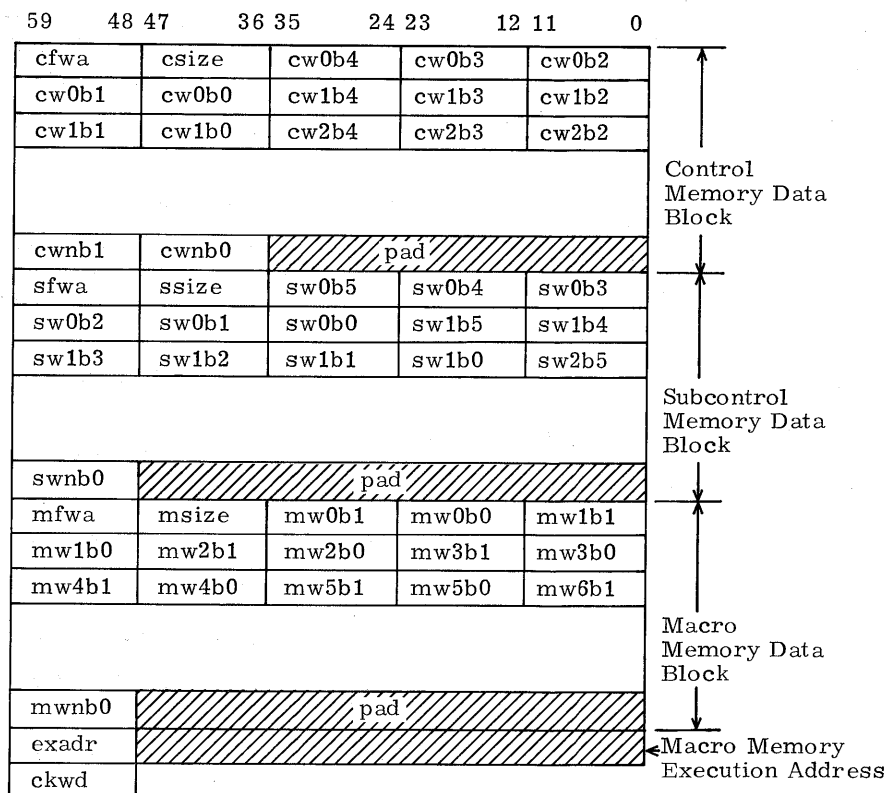 59 48 47 36 35 24 23 12 11 0
cfwa csize cw0b4 cw0b3 cw0b2
cw0b1 cw0b0 cw1b4 cw1b3 cw1b2
cw1b1 cw1b0 cw2b4 cw2b3 cw2b2
Control
Memory Data
Block
cwnb1 cwnb0 pad
sfwa ssize sw0b5 sw0b4 sw0b3
sw0b2 sw0b1 sw0b0 sw1b5 sw1b4
sw1b3 sw1b2 sw1b1 sw1b0 sw2b5
Subcontrol
Memory Data
Block
swnb0 pad
mfwa msize mw0b1 mw0b0 mw1b1
mw1b0 mw2b1 mw2b0 mw3b1 mw3b0
mw4b1 mw4b0 mw5b1 mw5b0 mw6b1
Macro
Memory Data
Block
mwnb0 pad
exadr
Macro Memory
Execution Address
ckwd